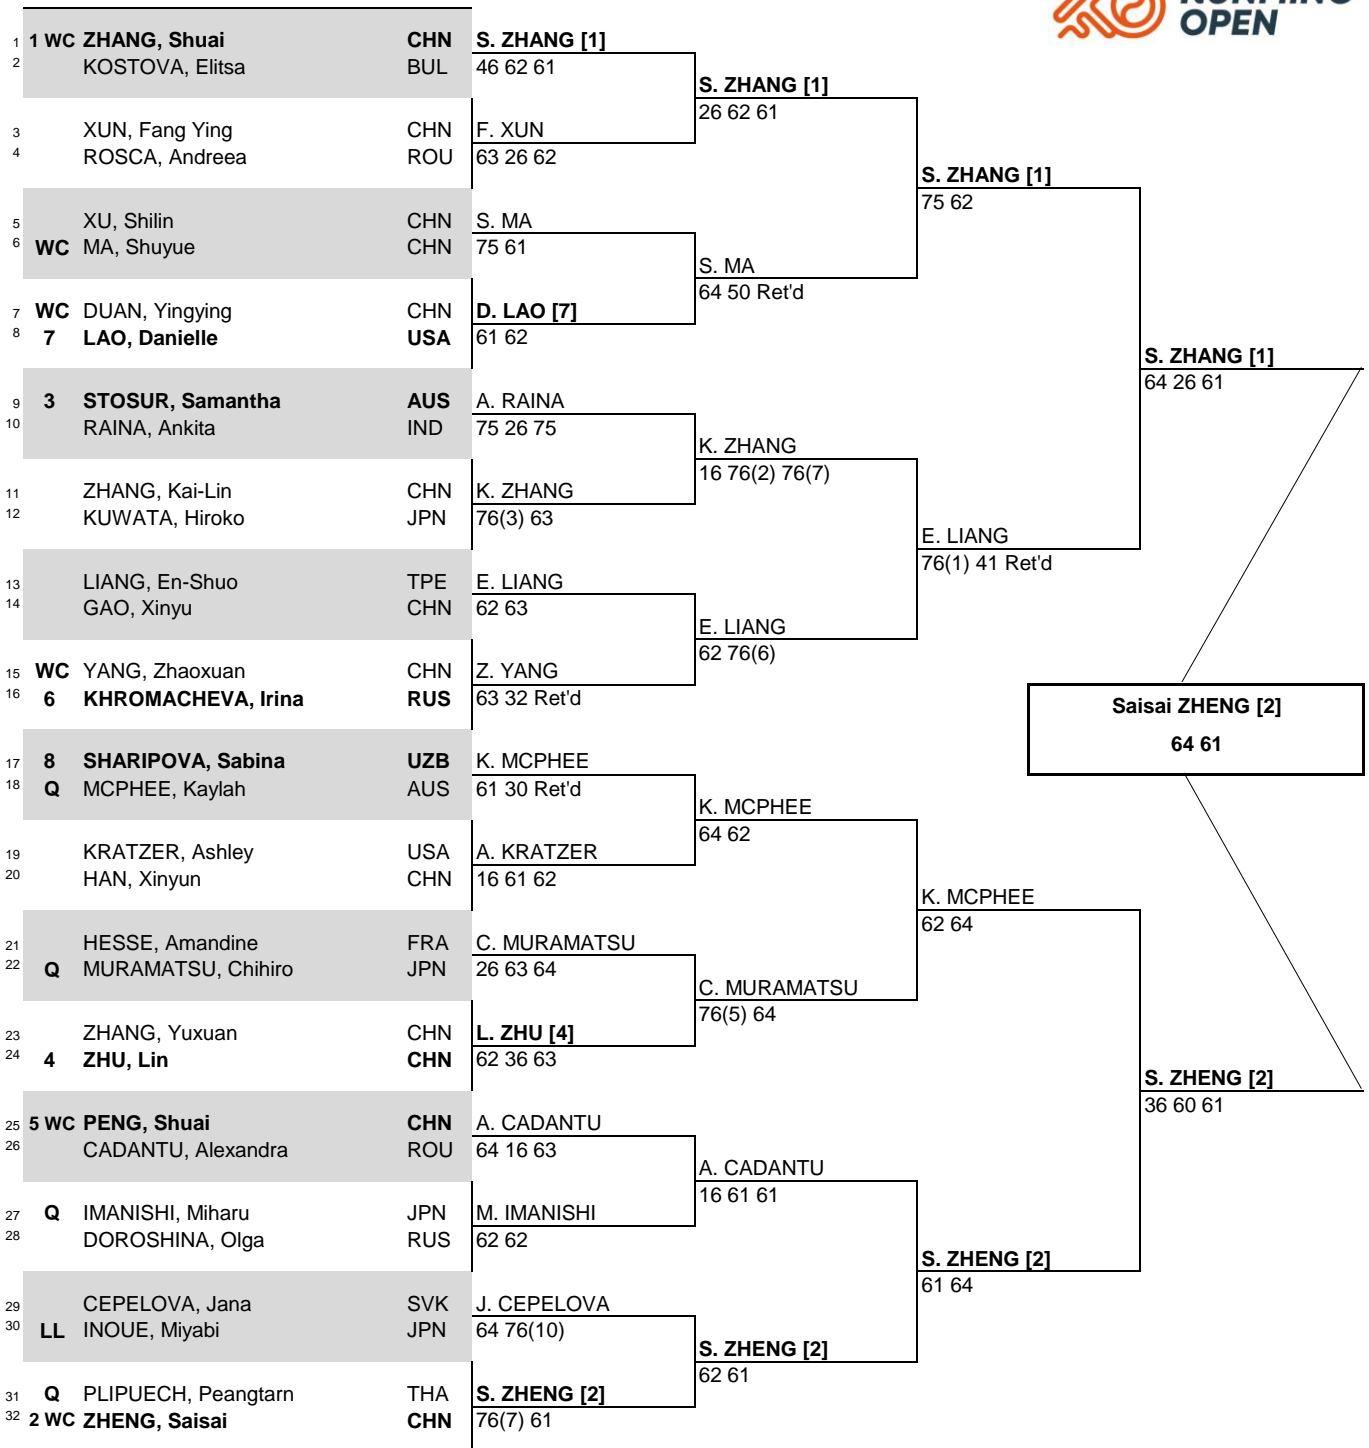 OPEN
1 1 WC ZHANG, Shuai CHN S. ZHANG [1]
2 KOSTOVA, Elitsa BUL 46 62 61
S. ZHANG [1]
26 62 61
3 XUN, Fang Ying CHN F. XUN
4 ROSCA, Andreea ROU 63 26 62
S. ZHANG [1]
75 62
5 XU, Shilin CHN S. MA
6 WC MA, Shuyue CHN 75 61
S. MA
64 50 Ret'd
7 WC DUAN, Yingying CHN D. LAO [7]
8 7 LAO, Danielle USA 61 62
S. ZHANG [1]
64 26 61
9 3 STOSUR, Samantha AUS A. RAINA
10 RAINA, Ankita IND 75 26 75
K. ZHANG
16 76(2) 76(7)
11 ZHANG, Kai-Lin CHN K. ZHANG
12 KUWATA, Hiroko JPN 76(3) 63
E. LIANG
76(1) 41 Ret'd
13 LIANG, En-Shuo TPE E. LIANG
14 GAO, Xinyu CHN 62 63
E. LIANG
62 76(6)
15 WC YANG, Zhaoxuan CHN Z. YANG
16 6 KHROMACHEVA, Irina RUS 63 32 Ret'd
Saisai ZHENG [2]
64 61
17 8 SHARIPOVA, Sabina UZB K. MCPHEE
18 Q MCPHEE, Kaylah AUS 61 30 Ret'd
K. MCPHEE
64 62
19 KRATZER, Ashley USA A. KRATZER
20 HAN, Xinyun CHN 16 61 62
K. MCPHEE
62 64
21 HESSE, Amandine FRA C. MURAMATSU
22 Q MURAMATSU, Chihiro JPN 26 63 64
C. MURAMATSU
76(5) 64
23 ZHANG, Yuxuan CHN L. ZHU [4]
24 4 ZHU, Lin CHN 62 36 63
S. ZHENG [2]
36 60 61
25 5 WC PENG, Shuai CHN A. CADANTU
26 CADANTU, Alexandra ROU 64 16 63
A. CADANTU
16 61 61
27 Q IMANISHI, Miharu JPN M. IMANISHI
28 DOROSHINA, Olga RUS 62 62
S. ZHENG [2]
61 64
29 CEPELOVA, Jana SVK J. CEPELOVA
30 LL INOUE, Miyabi JPN 64 76(10)
S. ZHENG [2]
62 61
31 Q PLIPUECH, Peangtarn THA S. ZHENG [2]
32 2 WC ZHENG, Saisai CHN 76(7) 61